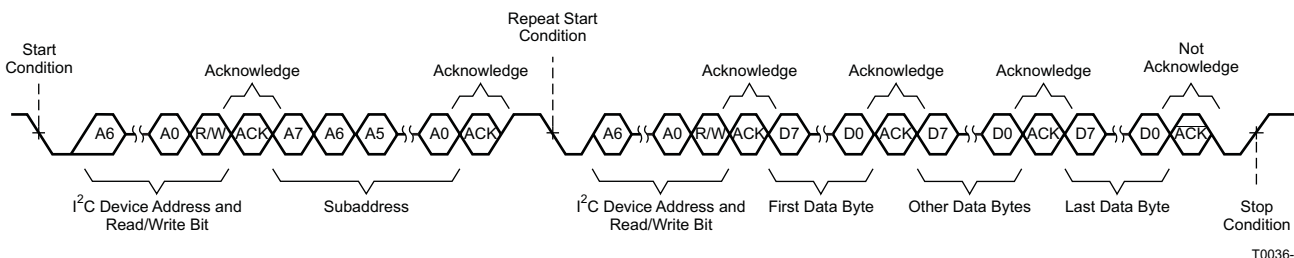 Repeat Start
Condition
Start
Condition
Acknowledge
Acknowledge
Acknowledge
Acknowledge
Acknowledge
Not
Acknowledge
A6 A0 R/W ACK A7 A6 A5 A0 ACK A6 A0 R/W ACK D7 D0 ACK D7 D0 ACK D7 D0 ACK
I²C Device Address and
Read/Write Bit
Subaddress
I²C Device Address and
Read/Write Bit
First Data Byte
Other Data Bytes
Last Data Byte
Stop
Condition
T0036-